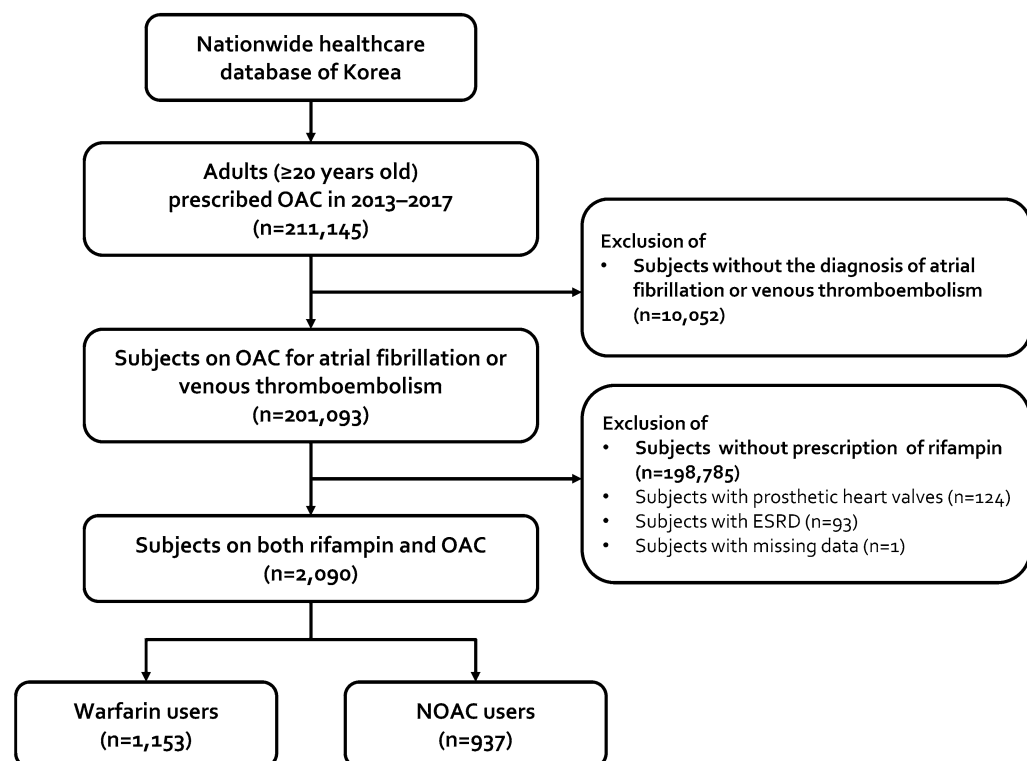 Nationwide healthcare
database of Korea
Adults (≥20 years old)
prescribed OAC in 2013–2017
(n=211,145)
Exclusion of
• Subjects without the diagnosis of atrial
fibrillation or venous thromboembolism
(n=10,052)
Subjects on OAC for atrial fibrillation or
venous thromboembolism
(n=201,093)
Exclusion of
• Subjects without prescription of rifampin
(n=198,785)
• Subjects with prosthetic heart valves (n=124)
• Subjects with ESRD (n=93)
• Subjects with missing data (n=1)
Subjects on both rifampin and OAC
(n=2,090)
Warfarin users
(n=1,153)
NOAC users
(n=937)